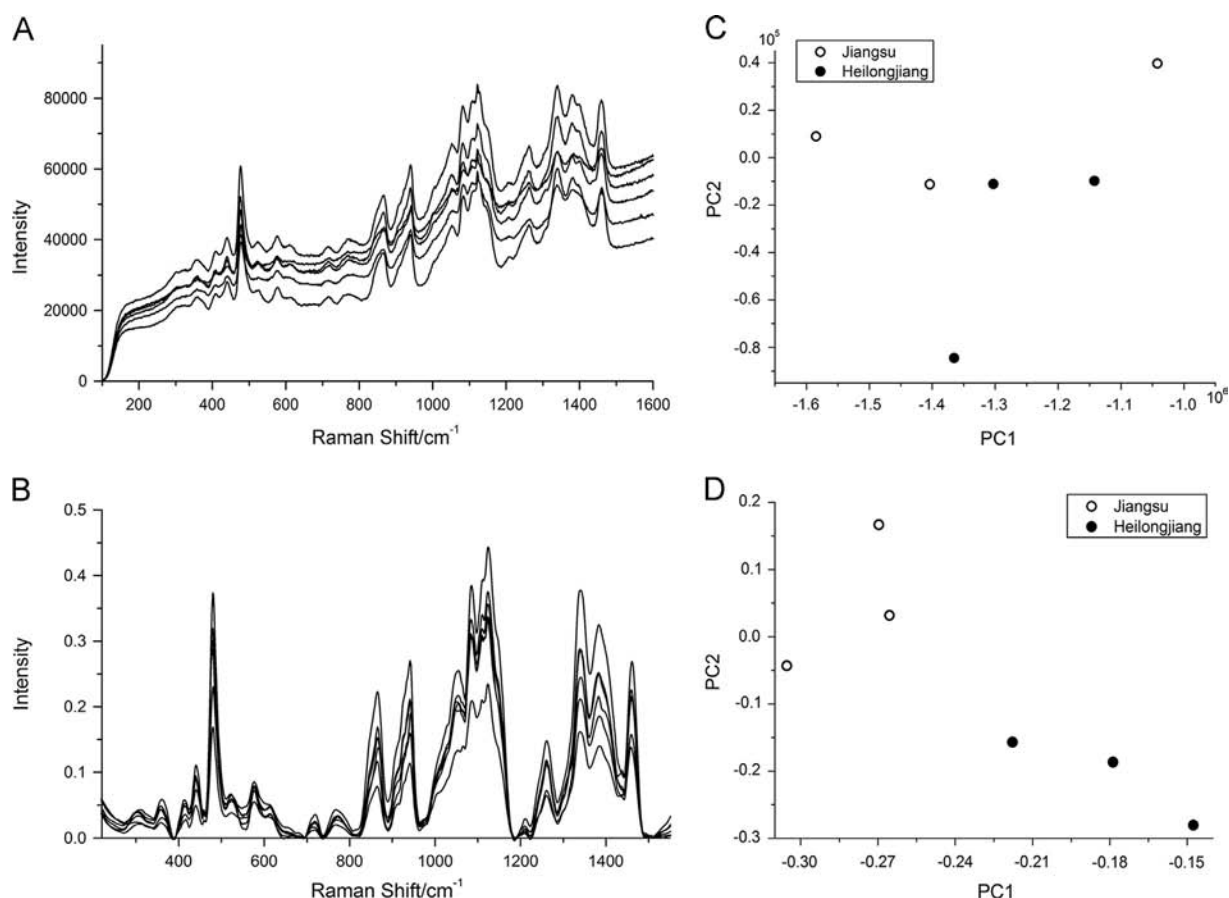 A
80000
60000
40000
20000
0
Intensity
200 400 600 800 1000 1200 1400 1600
Raman Shift/cm⁻¹
B
0.5
0.4
0.3
0.2
0.1
0.0
Intensity
400 600 800 1000 1200 1400
Raman Shift/cm⁻¹
C
10⁵
Jiangsu
Heilongjiang
0.4
0.2
0.0
-0.2
-0.4
-0.6
-0.8
PC2
-1.6 -1.5 -1.4 -1.3 -1.2 -1.1 -1.0
10⁶
PC1
D
Jiangsu
Heilongjiang
0.2
0.1
0.0
-0.1
-0.2
-0.3
PC2
-0.30 -0.27 -0.24 -0.21 -0.18 -0.15
PC1